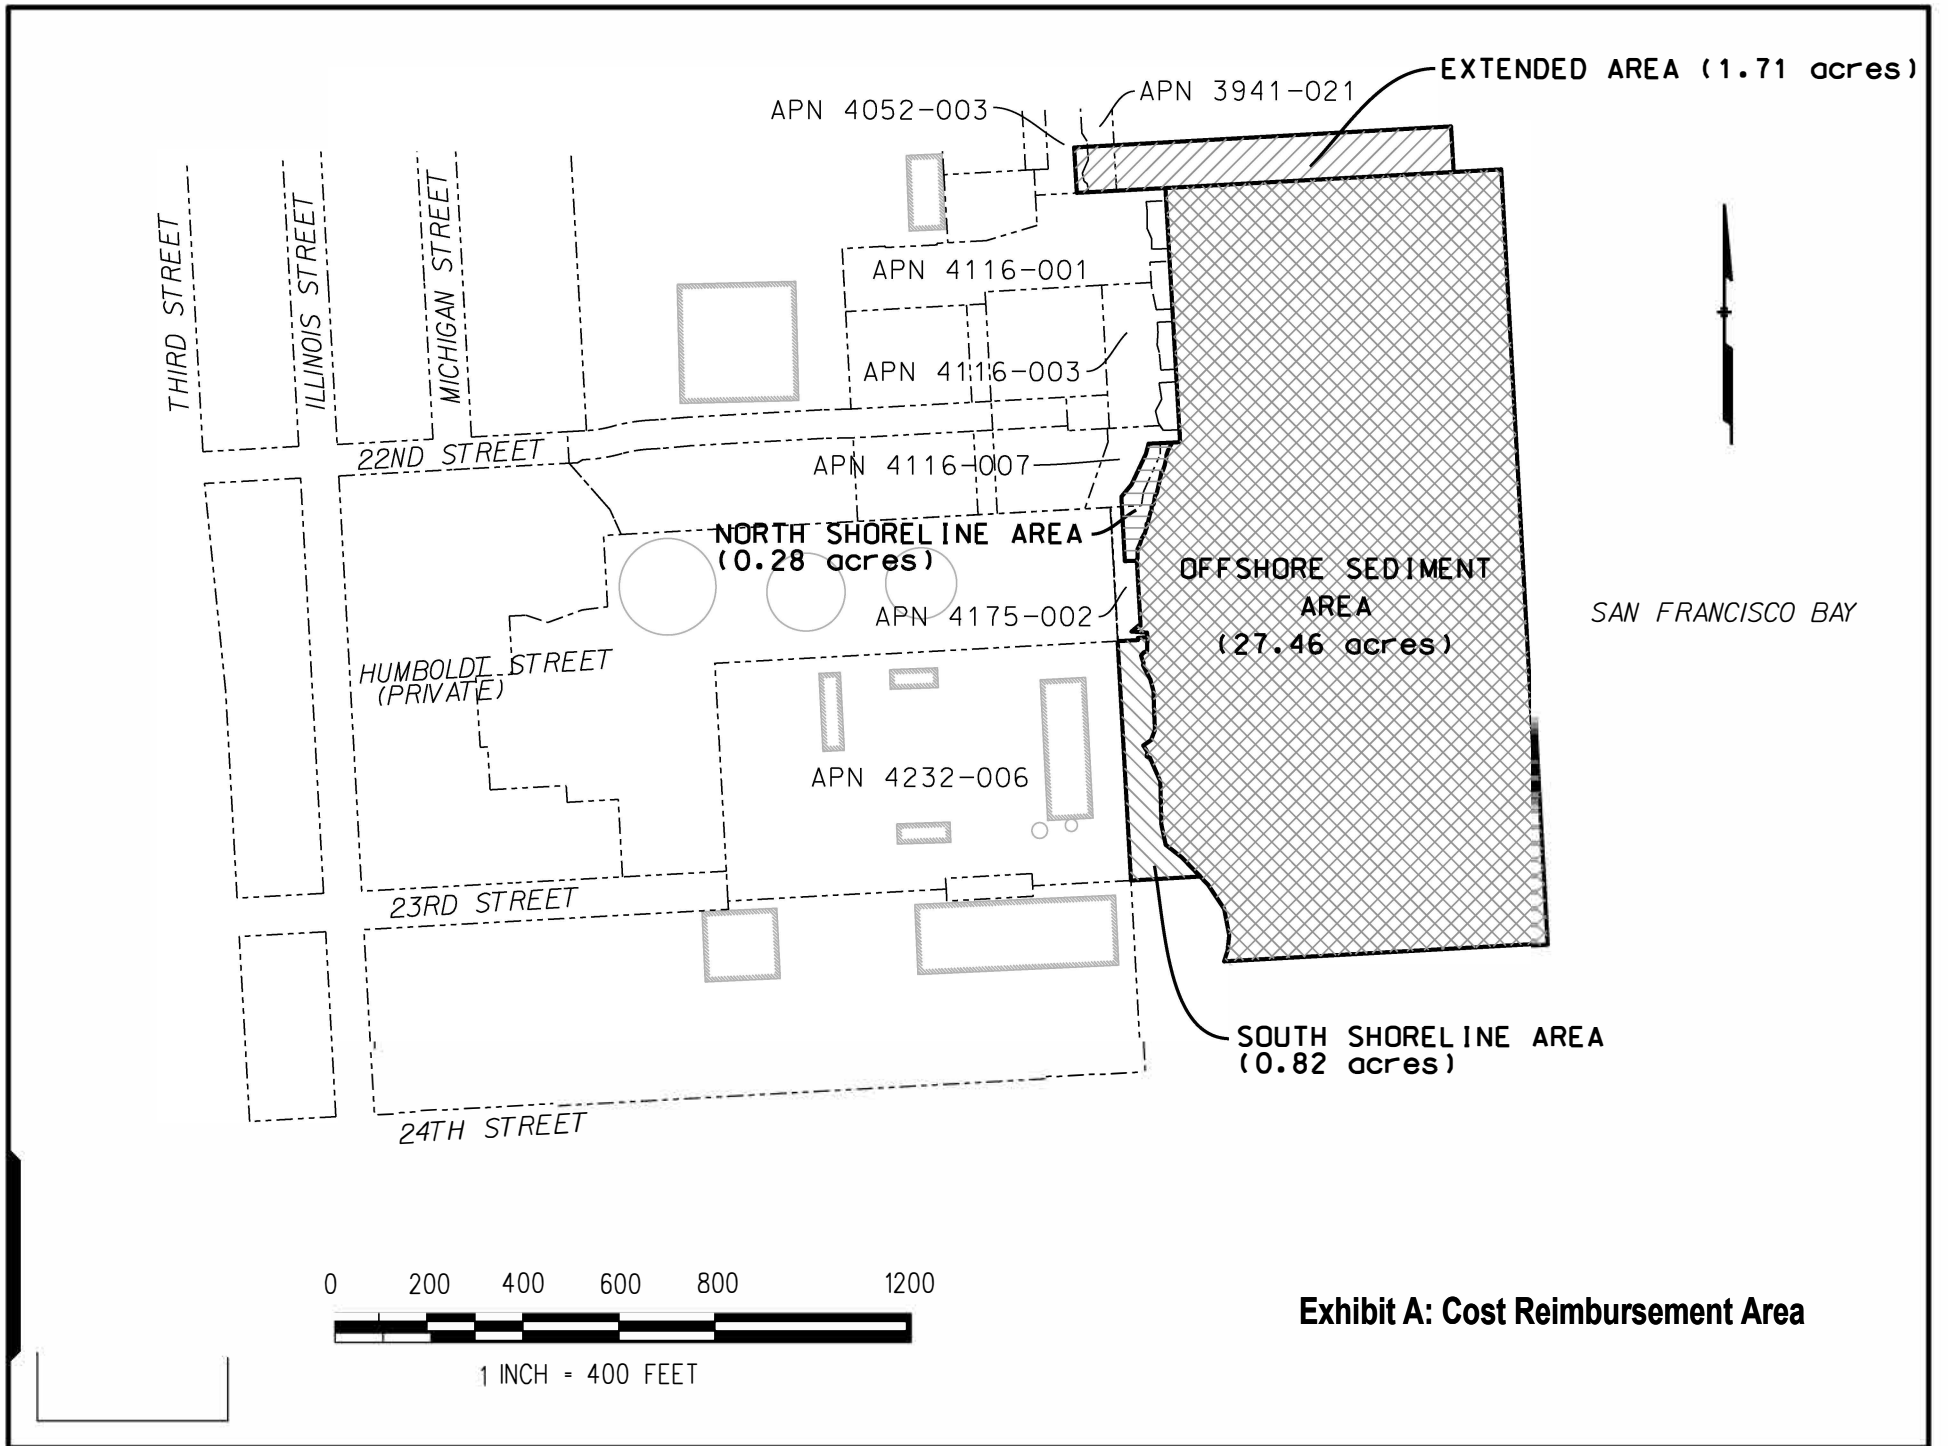 EXTENDED AREA (1.71 acres)
APN 3941-021
APN 4052-003
THIRD STREET
ILLINOIS STREET
MICHIGAN STREET
APN 4116-001
APN 4116-003
22ND STREET
APN 4116-007
NORTH SHORELINE AREA
(0.28 acres)
OFFSHORE SEDIMENT
AREA
(27.46 acres)
SAN FRANCISCO BAY
APN 4175-002
HUMBOLDT STREET
(PRIVATE)
APN 4232-006
23RD STREET
SOUTH SHORELINE AREA
(0.82 acres)
24TH STREET
0 200 400 600 800 1200
1 INCH = 400 FEET
Exhibit A: Cost Reimbursement Area